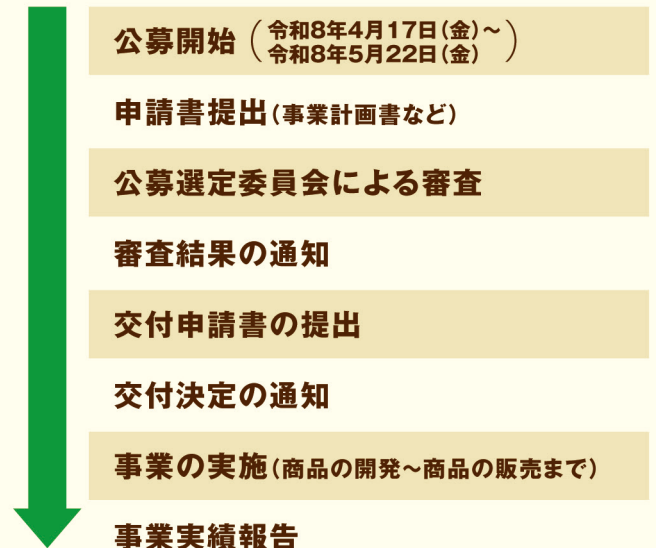 公募開始(令和8年4月17日(金)~
令和8年5月22日(金))
申請書提出(事業計画書など)
公募選定委員会による審査
審査結果の通知
交付申請書の提出
交付決定の通知
事業の実施(商品の開発~商品の販売まで)
事業実績報告